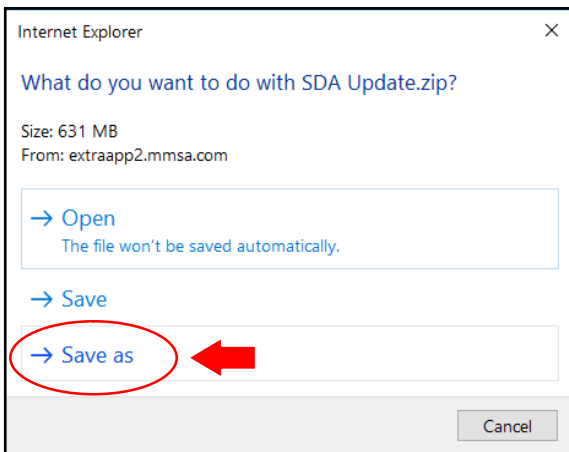 Internet Explorer
What do you want to do with SDA Update.zip?
Size: 631 MB
From: extraapp2.mmsa.com
Open
The file won't be saved automatically.
Save
Save as
Cancel